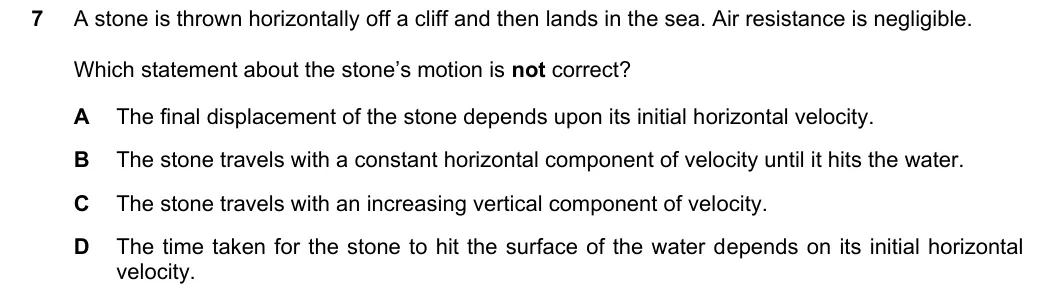 7 A stone is thrown horizontally off a cliff and then lands in the sea. Air resistance is negligible.
Which statement about the stone's motion is not correct?
A The final displacement of the stone depends upon its initial horizontal velocity.
B The stone travels with a constant horizontal component of velocity until it hits the water.
C The stone travels with an increasing vertical component of velocity.
D The time taken for the stone to hit the surface of the water depends on its initial horizontal
velocity.